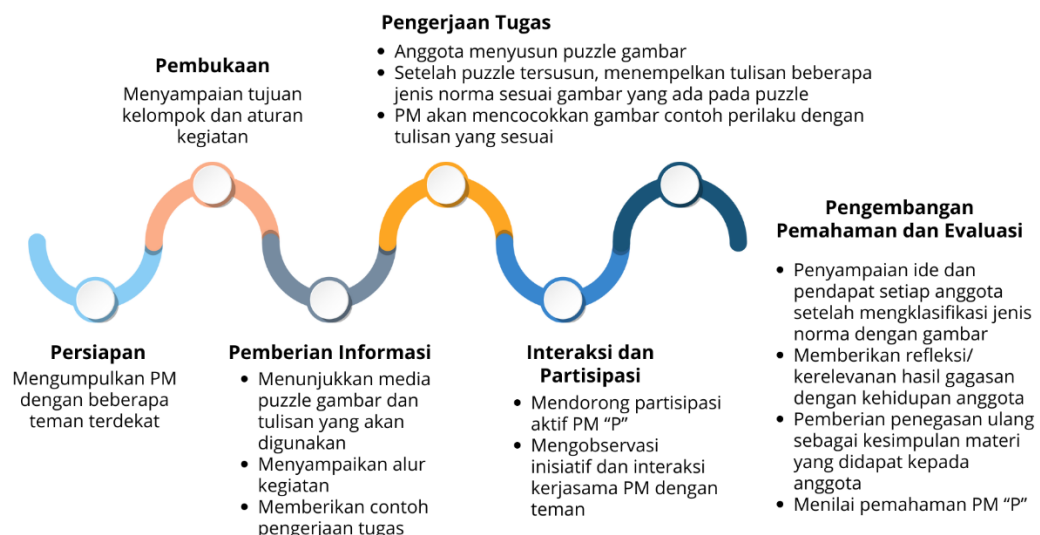 Persiapan
Mengumpulkan PM
dengan beberapa
teman terdekat
Pembukaan
Menyampaian tujuan
kelompok dan aturan
kegiatan
Pemberian Informasi
• Menunjukkan media
puzzle gambar dan
tulisan yang akan
digunakan
• Menyampaikan alur
kegiatan
• Memberikan contoh
pengerjaan tugas
Pengerjaan Tugas
• Anggota menyusun puzzle gambar
• Setelah puzzle tersusun, menempelkan tulisan beberapa
jenis norma sesuai gambar yang ada pada puzzle
• PM akan mencocokkan gambar contoh perilaku dengan
tulisan yang sesuai
Interaksi dan
Partisipasi
• Mendorong partisipasi
aktif PM “P”
• Mengobservasi
inisiatif dan interaksi
kerjasama PM dengan
teman
Pengembangan
Pemahaman dan Evaluasi
• Penyampaian ide dan
pendapat setiap anggota
setelah mengklasifikasi jenis
norma dengan gambar
• Memberikan refleksi/
kerelevanan hasil gagasan
dengan kehidupan anggota
• Pemberian penegasan ulang
sebagai kesimpulan materi
yang didapat kepada
anggota
• Menilai pemahaman PM “P”